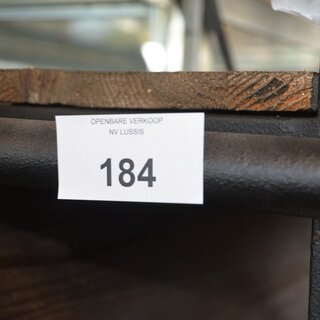 OPENBARE VERKOOP
NV LUSSIS
184